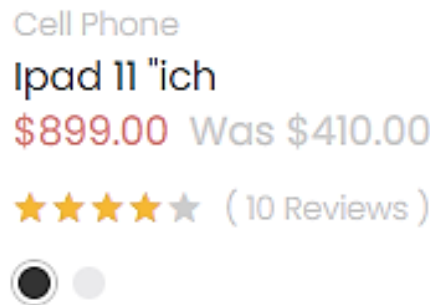 Cell Phone
Ipad 11 "ich
$899.00 Was $410.00
( 10 Reviews )